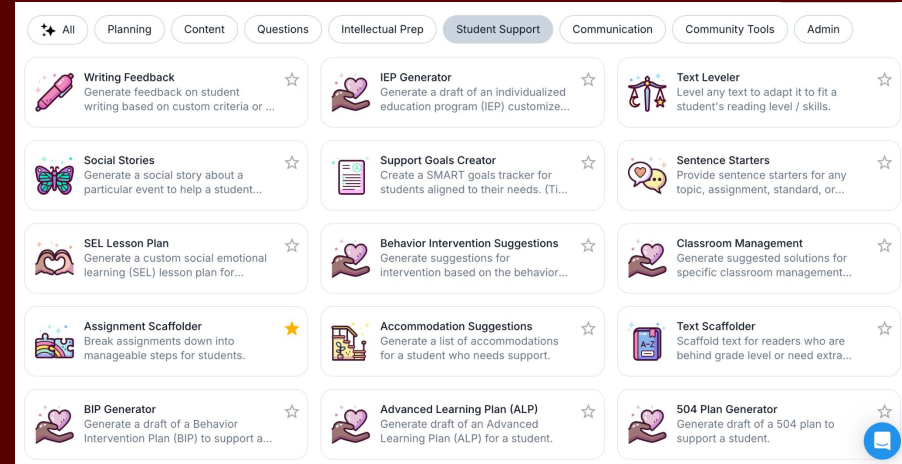 All
Planning
Content
Questions
Intellectual Prep
Student Support
Communication
Community Tools
Admin
Writing Feedback
Generate feedback on student
writing based on custom criteria or ...
IEP Generator
Generate a draft of an individualized
education program (IEP) customize...
Text Leveler
Level any text to adapt it to fit a
student's reading level / skills.
Social Stories
Generate a social story about a
particular event to help a student...
Support Goals Creator
Create a SMART goals tracker for
students aligned to their needs. (Ti...
Sentence Starters
Provide sentence starters for any
topic, assignment, standard, or...
SEL Lesson Plan
Generate a custom social emotional
learning (SEL) lesson plan for...
Behavior Intervention Suggestions
Generate suggestions for
intervention based on the behavior...
Classroom Management
Generate suggested solutions for
specific classroom management...
Assignment Scaffolder
Break assignments down into
manageable steps for students.
Accommodation Suggestions
Generate a list of accommodations
for a student who needs support.
A-Z
Text Scaffolder
Scaffold text for readers who are
behind grade level or need extra...
BIP Generator
Generate a draft of a Behavior
Intervention Plan (BIP) to support a...
Advanced Learning Plan (ALP)
Generate draft of an Advanced
Learning Plan (ALP) for a student.
504 Plan Generator
Generate draft of a 504 plan to
support a student.